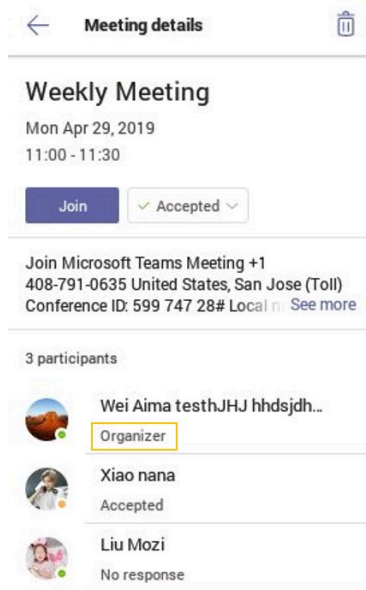 Meeting details
Weekly Meeting
Mon Apr 29, 2019
11:00 - 11:30
Join
Accepted
Join Microsoft Teams Meeting +1
408-791-0635 United States, San Jose (Toll)
Conference ID: 599 747 28# Local See more
3 participants
Wei Aima testhJHJ hhdsjdh...
Organizer
Xiao nana
Accepted
Liu Mozi
No response